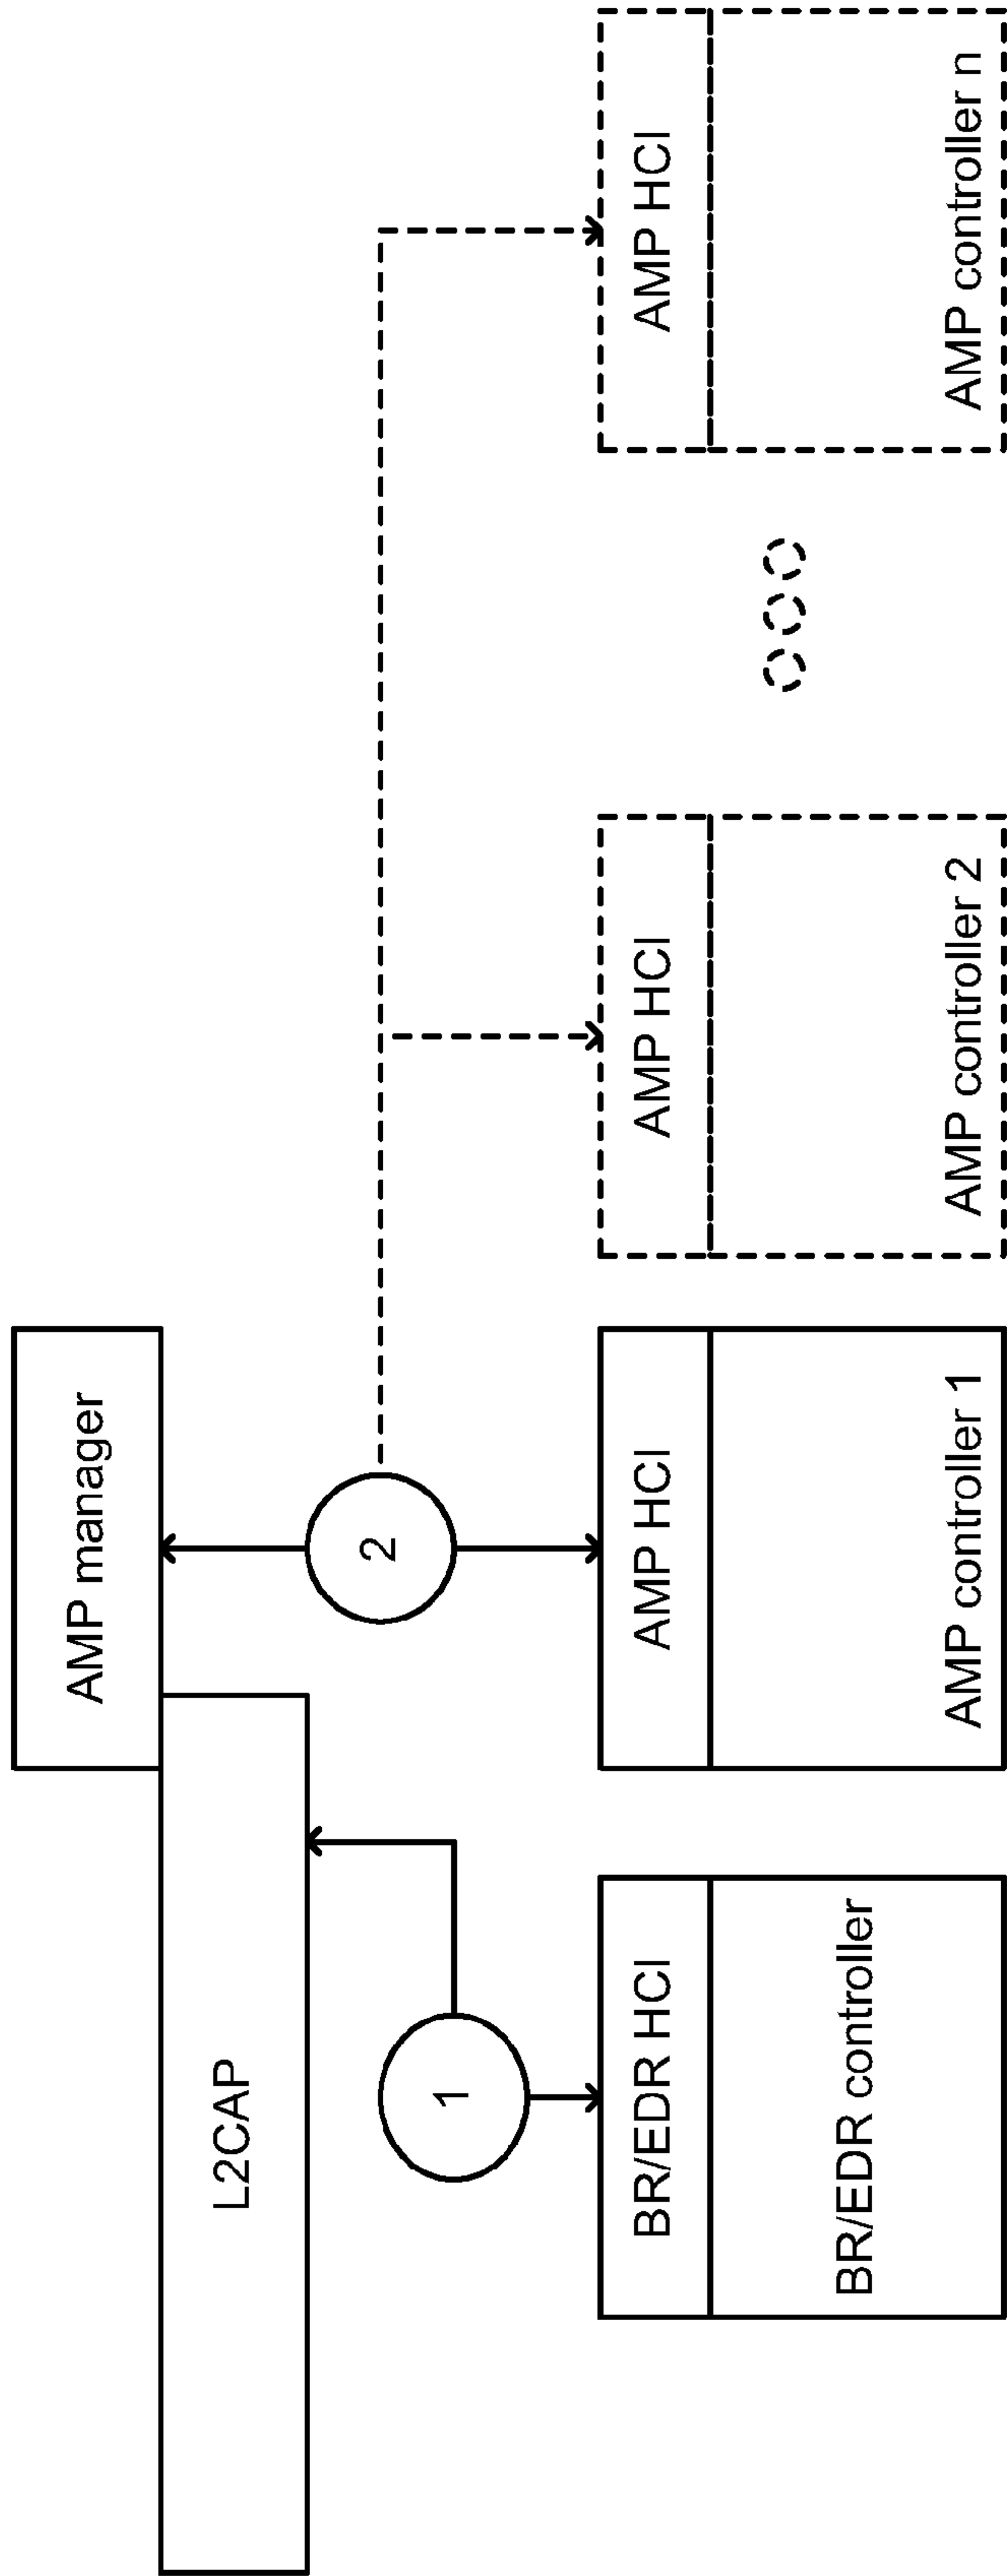 AMP manager
L2CAP
1
2
BR/EDR HCI
BR/EDR controller
AMP HCI
AMP controller 1
AMP HCI
AMP controller 2
AMP HCI
AMP controller n